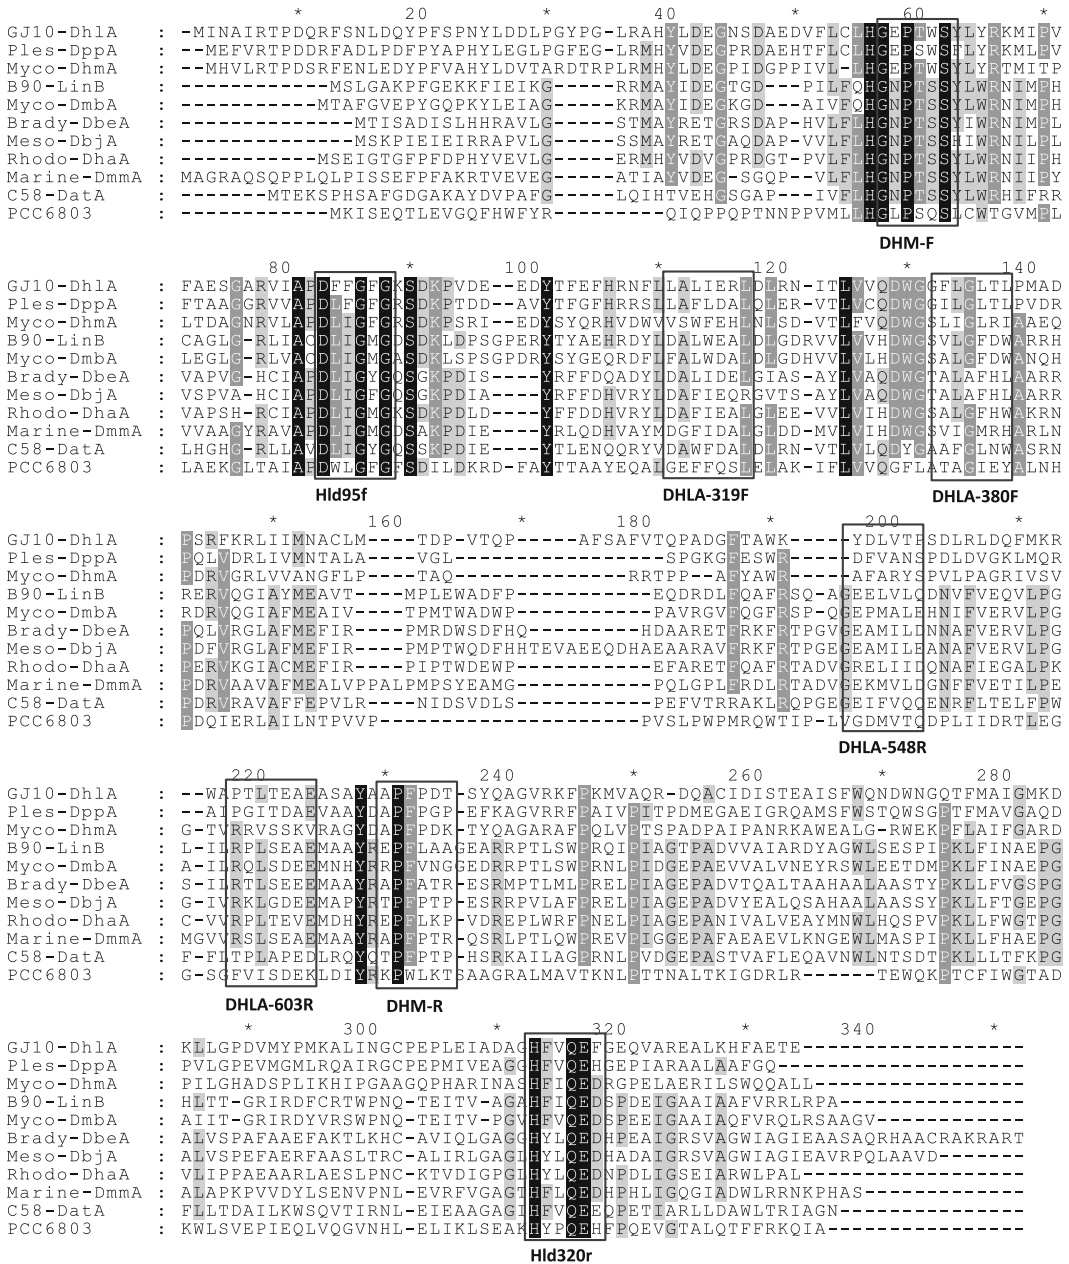 * 20 * 40 * 60 *
GJ10-DhlA : -MINAIRTPDQRFSNLDQYPFSPNYLDDLPGYPG-LRAHYLDEGNSDAEDVFLCLHGEPTWSYLYRKMIPV
Ples-DppA : --MEFVRTPDDRFADLPDFPYAPHYLEGLPGFEG-LRMHYVDEGPRDAEHTFLCLHGEPSWSFLYRKMLPV
Myco-DhmA : --MHVLRTPDSRFENLEDYPFVAHYLDVTARDTRPLRMHYLDEGPIDGPPIVL-LHGEPTWSYLYRTMITP
B90-LinB : ------------MSLGAKPFGEKKFIEIKG------KRMAYIDEGTGD---PILFQHGNPTSSYLWRNIMPH
Myco-DmbA : -------MTAFGVEPYGQPKYLEIAG------KRMAYIDEGKGD---AIVFQHGNPTSSYLWRNIMPH
Brady-DbeA : --------------MTISADISLHHRAVLG------STMAYRETGRSDAP-HVLFLHGNPTSSYIWRNIMPL
Meso-DbjA : --------------MSKPIEIEIRRAPVLG------SSMAYRETGAQDAP-VVLFLHGNPTSSHIWRNILPL
Rhodo-DhaA : -----------MSEIGTGFPFDPHYVEVLG------ERMHYVDVGPRDGT-PVLFLHGNPTSSYLWRNIIPH
Marine-DmmA : MAGRAQSQPPLQLPISSEFPFAKRTVEVEG------ATIAYVDEG-SGQP-VLFLHGNPTSSYLWRNIIPY
C58-DatA : -------MTEKSPHSAFGDGAKAYDVPAFG------LQIHTVEHGSGAP---IVFLHGNPTSSYLWRHIFRR
PCC6803 : ------------MKISEQTLEVGQFHWFYR---------QIQPPQPTNNPPVMLLHGLPSQSLCWTGVMPL
DHM-F
80 * 100 * 120 * 140
GJ10-DhlA : FAESGARVIAPDFFGFGKSDKPVDE--EDYTFEFHRNFLLALIERLDLRN-ITLVVQDWGGFLGLTLPMAD
Ples-DppA : FTAAGGRVVAPDLFGFGRSDKPTDD--AVYTFGFHRRSLLAFLDALQLER-VTLVCQDWGGILGLTLPVDR
Myco-DhmA : LTDAGNRVLAPDLIGFGRSDKPSRI--EDYSYQRHVDWVVSWFEHLNLSD-VTLFVQDWGSLIGLRIAAEQ
B90-LinB : CAGLG-RLIACDLIGMGDSDKLDPSGPERYTYAEHRDYLDALWEALDLGDRVVLVVHDWGSVLGFDWARRH
Myco-DmbA : LEGLG-RLVACDLIGMGASDKLSPSGPDRYSYGEQRDFLFALWDALDLGDHVVLVLHDWGSALGFDWANQH
Brady-DbeA : VAPVG-HCIAPDLIGYGQSGKPDIS----YRFFDQADYLDALIDELGIAS-AYLVAQDWGTALAFHLAARR
Meso-DbjA : VSPVA-HCIAPDLIGFGQSGKPDIA----YRFFDHVRYLDAFIEQRGVTS-AYLVAQDWGTALAFHLAARR
Rhodo-DhaA : VAPSH-RCIAPDLIGMGKSDKPDLD----YFFDDHVRYLDAFIEALGLEE-VVLVIHDWGSALGFHWAKRN
Marine-DmmA : VVAAGYRAVAPDLIGMGDSAKPDIE----YRLQDHVAYMDGFIDALGLDD-MVLVIHDWGSVIGMRHARLN
C58-DatA : LHGHG-RLLAVDLIGYGQSSKPDIE----YTLENQQRYVDAWFDALDLRN-VTLVLQDYGAAFGLNWASRN
PCC6803 : LAEKGLTAIAPDWLGFGFSDILDKRD-FAYTTAAYEQALGEFFQSLELAK-IFLVVQGFLATAGIEYALNH
Hld95f DHLA-319F DHLA-380F
* 160 * 180 * 200 *
GJ10-DhlA : PSRFKRLIIMNACLM---TDP-VTQP----AFSAFVTQPADGFTAWK-----YDLVTPSDLRLDQFMKR
Ples-DppA : PQLVDRLIVMNTALA---VGL---------------SPGKGFESWR-----DFVANSPDLDVGKLMQR
Myco-DhmA : PDRVGRLVVANGFLP---TAQ---------------RRTPP-AFYAWR-----AFARYSPVLPAGRIVSV
B90-LinB : RERVQGIAYMEAVT----MPLEWADFP---------EQDRDLFQAFRSQ-AGEELVLQDNVFVEQVLPG
Myco-DmbA : RDRVQGIAFMEAIV----TPMTWADWP---------PAVRGVFQGFRSP-QGEPMALEHNIFVERVLPG
Brady-DbeA : PQLVRGLAFMEFIR----PMRDWSDFHQ--------HDAARETFRKFRTPGVGEAMILDNNAFVERVLPG
Meso-DbjA : PDFVRGLAFMEFIR----PMPTWQDFHHTEVAEEQDHAEAARAVFRKFRTPGEGEAMILEANAFVERVLPG
Rhodo-DhaA : PERVKGIACMEFIR----PIPTWDEWP---------EFARETFQAFRTADVGRELIIDQNAFIEGALPK
Marine-DmmA : PDRVAAVAFMEALVPPALPMPSYEAMG---------PQLGPLFRDLRTADVGEKMVLDGNFFVETILPE
C58-DatA : PDRVRAVAFFEPVLR----NIDSVDLS---------PEFVTRRAKLRQPGEGEIFVQQENRFLTELFPW
PCC6803 : PDQIERLAILNTPVVP----------------PVSLPWPMRQWTIP-LVGDMVTQDPLIIDRTLEG
DHLA-548R
220 * 240 * 260 * 280
GJ10-DhlA : --WAPTLTEAEASAYAAPFPDT-SYQAGVRKFPKMVAQR-DQACIDISTEAISFWQNDWNGQTFMAIGMKD
Ples-DppA : --AIPGITDAEVAAYDAPFPGP-EFKAGVRRFPAIVPITPDMEGAEIGRQAMSFWSTQWSGPTFMAVGAQD
Myco-DhmA : G-TVRRVSSKVRAGYDAPFPDK-TYQAGARAFPQLVPTSPADPAIPANRKAWEALG-RWEKPFLAIFGARD
B90-LinB : L-ILRPLSEAEMAAYREPFLAAGEARRPTLSWPRQIPIAGTPADVVAIARDYAGWLSESPIPKLFINAEPG
Myco-DmbA : A-ILRQLSDEEMNHYRRPFVNGGEDRRPTLSWPRNLPIDGEPAEVVALVNEYRSWLEETDMPKLFINAEPG
Brady-DbeA : S-ILRTLSEEEMAAYRAPFATR-ESRMPTLMLPRELPIAGEPADVTQALTAAHAALAASTYPKLLFVGSPG
Meso-DbjA : G-IVRKLGDEEMAPYRTPFPTP-ESRRPVLAFPRELPIAGEPADVYEALQSAHAALAASSYPKLLFTGEPG
Rhodo-DhaA : C-VVRPLTEVEMDHYREPFLKP-VDREPLWRFPNELPIAGEPANIVALVEAYMNWLHQSPVPKLLFWGTPG
Marine-DmmA : MGVVRSLSEAEMAAYRAPFPTR-QSRLPTLQWPREVPIGGEPAFAEAEVLKNGEWLMASPIPKLLFHAEPG
C58-DatA : F-FLTPLAPEDLRQYQTPFPTP-HSRKAILAGPRNLPVDGEPASTVAFLEQAVNWLNTSDTPKLLLTFKPG
PCC6803 : G-SGFVISDEKLDIYRKPWLKTSAAGRALMAVTKNLPTTNALTKIGDRLR------TEWQKPTCFIWGTAD
DHLA-603R DHM-R
* 300 * 320 * 340 *
GJ10-DhlA : KLLGPDVMYPMKALINGCPEPLEIADAGHFVQEFGEQVAREALKHFAETE------------------
Ples-DppA : PVLGPEVMGMLRQAIRGCPEPMIVEAGGHFVQEHGEPIARAALAAFGQ--------------------
Myco-DhmA : PILGHADSPLIKHIPGAAGQPHARINASHFIQEDRGPELAERILSWQQALL-----------------
B90-LinB : HLTT-GRIRDFCRTWPNQ-TEITV-AGAHFIQEDSPDEIGAAIAAFVRRLRPA---------------
Myco-DmbA : AIIT-GRIRDYVRSWPNQ-TEITV-PGVHFVQEDSPEEIGAAIAQFVRQLRSAAGV------------
Brady-DbeA : ALVSPAFAAEFAKTLKHC-AVIQLGAGGHYLQEDHPEAIGRSVAGWIAGIEAASAQRHAACRAKRART
Meso-DbjA : ALVSPEFAERFAASLTRC-ALIRLGAGLHYLQEDHADAIGRSVAGWIAGIEAVRPQLAAVD-------
Rhodo-DhaA : VLIPPAEAARLAESLPNC-KTVDIGPGLHYLQEDNPDLIGSEIARWLPAL------------------
Marine-DmmA : ALAPKPVVDYLSENVPNL-EVRFVGAGTHFLQEDHPHLIGQGIADWLRRNKPHAS-------------
C58-DatA : FLLTDAILKWSQVTIRNL-EIEAAGAGIHFVQEEQPETIARLLDAWLTRIAGN---------------
PCC6803 : KWLSVEPIEQLVQGVNHL-ELIKLSEAKHYPQEHFPQEVGTALQTFFRKQIA----------------
Hld320r